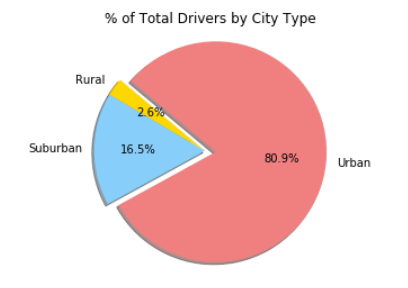 % of Total Drivers by City Type
Rural
2.6%
Suburban
16.5%
80.9%
Urban